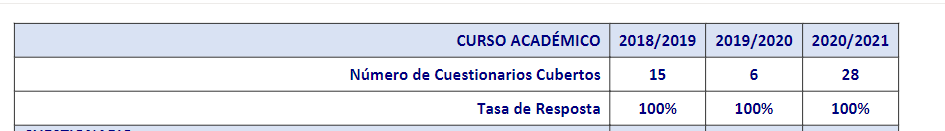 CURSO ACADÉMICO 2018/2019 2019/2020 2020/2021
Número de Cuestionarios Cubertos 15 6 28
Tasa de Resposta 100% 100% 100%